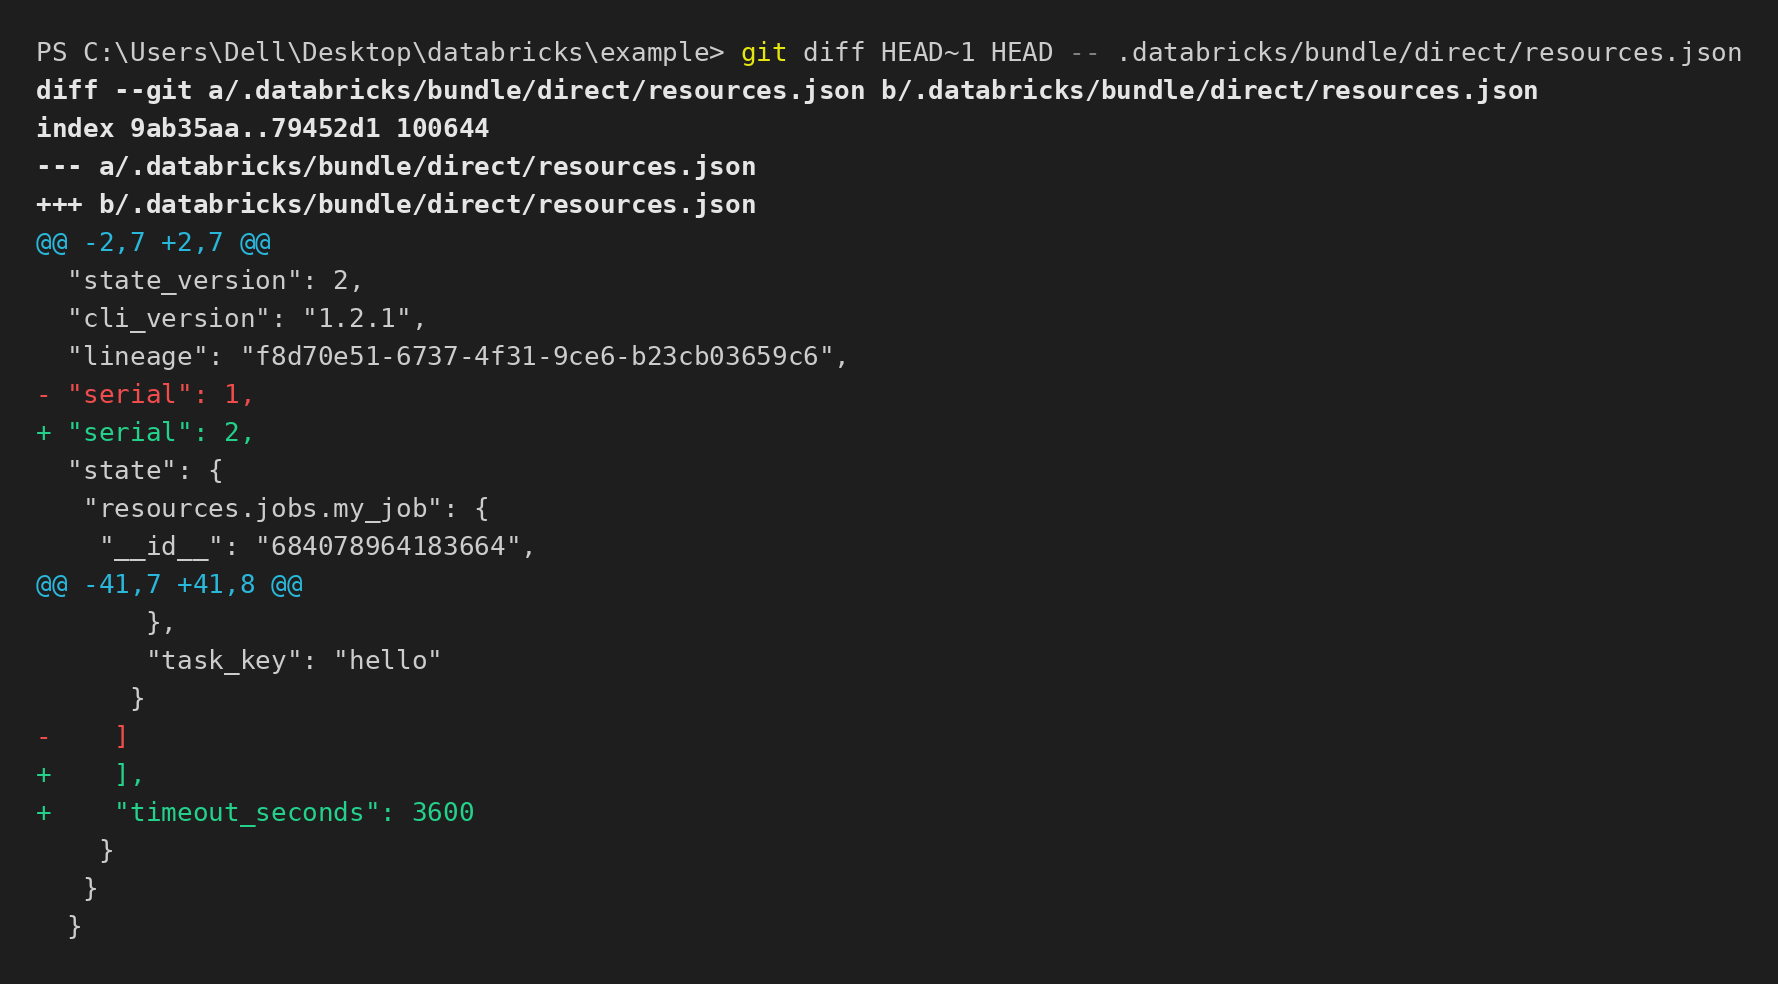 PS C:\Users\Dell\Desktop\databricks\example> git diff HEAD~1 HEAD -- .databricks/bundle/direct/resources.json
diff --git a/.databricks/bundle/direct/resources.json b/.databricks/bundle/direct/resources.json
index 9ab35aa..79452d1 100644
--- a/.databricks/bundle/direct/resources.json
+++ b/.databricks/bundle/direct/resources.json
@@ -2,7 +2,7 @@
  "state_version": 2,
  "cli_version": "1.2.1",
  "lineage": "f8d70e51-6737-4f31-9ce6-b23cb03659c6",
- "serial": 1,
+ "serial": 2,
  "state": {
   "resources.jobs.my_job": {
    "__id__": "684078964183664",
@@ -41,7 +41,8 @@
       },
       "task_key": "hello"
      }
-    ]
+    ],
+    "timeout_seconds": 3600
    }
   }
  }